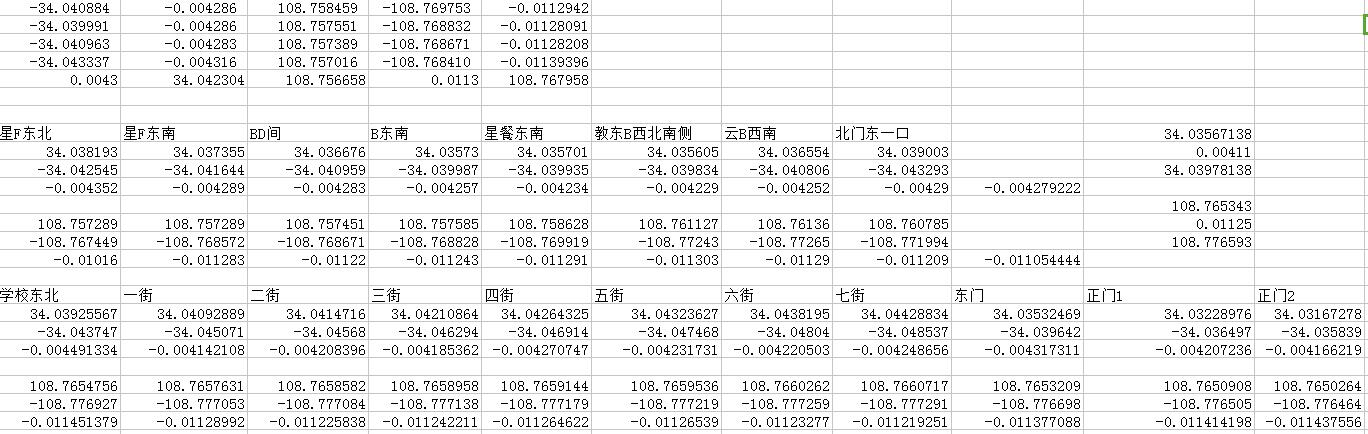 -34.040884 -0.004286 108.758459 -108.769753 -0.0112942
-34.039991 -0.004286 108.757551 -108.768832 -0.01128091
-34.040963 -0.004283 108.757389 -108.768671 -0.01128208
-34.043337 -0.004316 108.757016 -108.768410 -0.01139396
0.0043 34.042304 108.756658 0.0113 108.767958
星F东北 星F东南 BD间 B东南 星餐东南 教东B西北南侧 云B西南 北门东一口 34.03567138
34.038193 34.037355 34.036676 34.03573 34.035701 34.035605 34.036554 34.039003 0.00411
-34.042545 -34.041644 -34.040959 -34.039987 -34.039935 -34.039834 -34.040806 -34.043293 34.03978138
-0.004352 -0.004289 -0.004283 -0.004257 -0.004234 -0.004229 -0.004252 -0.00429 -0.004279222
108.765343
108.757289 108.757289 108.757451 108.757585 108.758628 108.761127 108.76136 108.760785 0.01125
-108.767449 -108.768572 -108.768671 -108.768828 -108.769919 -108.77243 -108.77265 -108.771994 108.776593
-0.01016 -0.011283 -0.01122 -0.011243 -0.011291 -0.011303 -0.01129 -0.011209 -0.011054444
学校东北 一街 二街 三街 四街 五街 六街 七街 东门 正门1 正门2
34.03925567 34.04092889 34.0414716 34.04210864 34.04264325 34.04323627 34.0438195 34.04428834 34.03532469 34.03228976 34.03167278
-34.043747 -34.045071 -34.04568 -34.046294 -34.046914 -34.047468 -34.04804 -34.048537 -34.039642 -34.036497 -34.035839
-0.004491334 -0.004142108 -0.004208396 -0.004185362 -0.004270747 -0.004231731 -0.004220503 -0.004248656 -0.004317311 -0.004207236 -0.004166219
108.7654756 108.7657631 108.7658582 108.7658958 108.7659144 108.7659536 108.7660262 108.7660717 108.7653209 108.7650908 108.7650264
-108.776927 -108.777053 -108.777084 -108.777138 -108.777179 -108.777219 -108.777259 -108.777291 -108.776698 -108.776505 -108.776464
-0.011451379 -0.01128992 -0.011225838 -0.011242211 -0.011264622 -0.01126539 -0.01123277 -0.011219251 -0.011377088 -0.011414198 -0.011437556